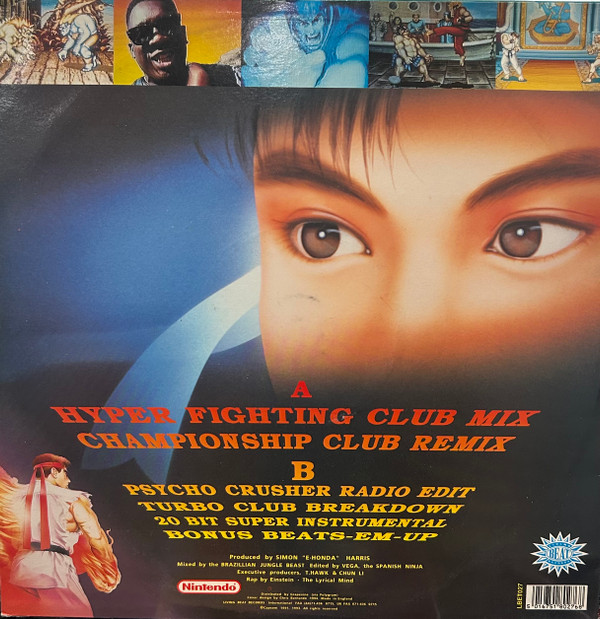 A
HYPER FIGHTING CLUB MIX
CHAMPIONSHIP CLUB REMIX
B
PSYCHO CRUSHER RADIO EDIT
TURBO CLUB BREAKDOWN
20 BIT SUPER INSTRUMENTAL
BONUS BEATS-EM-UP
Produced by SIMON "E-HONDA" HARRIS
Mixed by the BRAZILLIAN JUNGLE BEAST Edited by VEGA, the SPANISH NINJA
Executive producers, T.HAWK & CHUN LI
Rap by Einstein - The Lyrical Mind
Nintendo
BEAT
LBET027